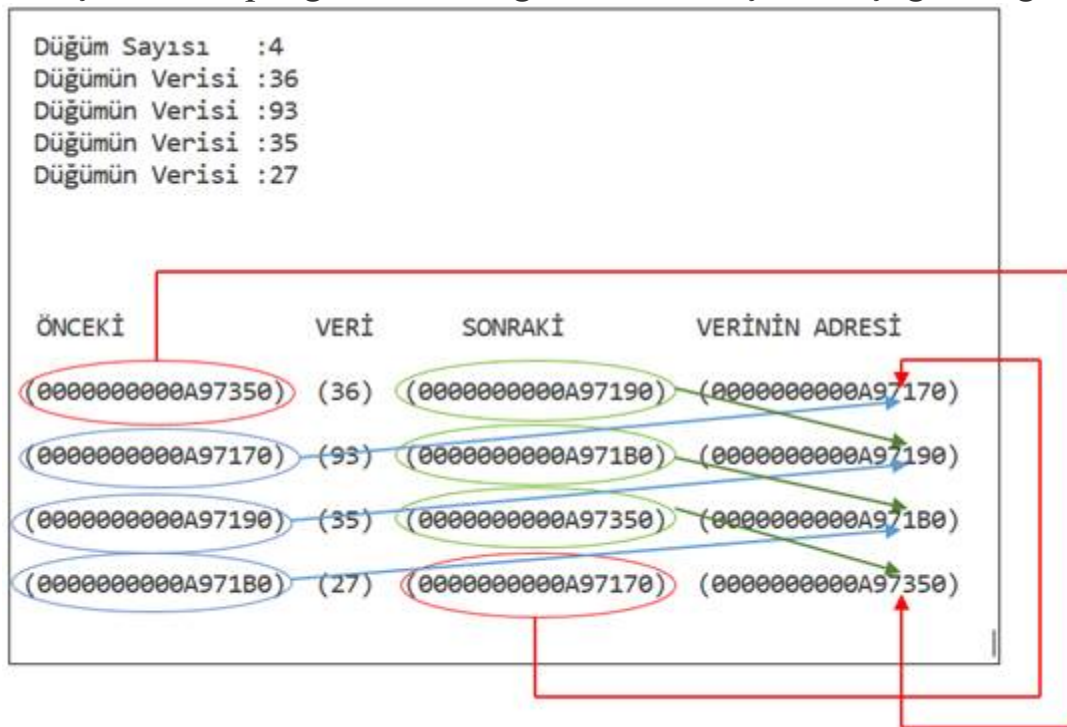 Düğüm Sayısı   :4
Düğümün Verisi :36
Düğümün Verisi :93
Düğümün Verisi :35
Düğümün Verisi :27
ÖNCEKİ VERİ SONRAKİ VERİNİN ADRESİ
(0000000000A97350) (36) (0000000000A97190) (0000000000A97170)
(0000000000A97170) (93) (0000000000A971B0) (0000000000A97190)
(0000000000A97190) (35) (0000000000A97350) (0000000000A971B0)
(0000000000A971B0) (27) (0000000000A97170) (0000000000A97350)